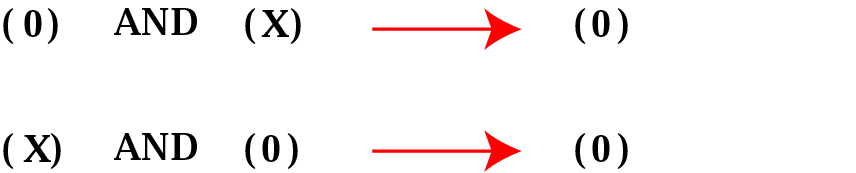 (0) AND (X) (0)
(X) AND (0) (0)